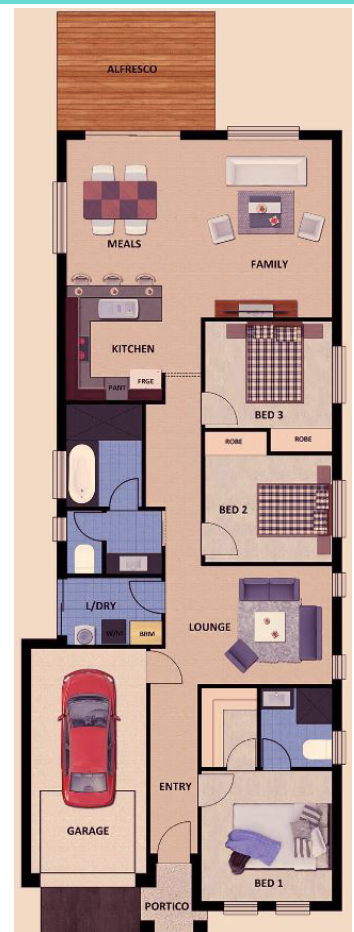 ALFRESCO
MEALS
FAMILY
KITCHEN
PANT
FRGE
BED 3
ROBE
ROBE
BED 2
L/DRY
W/M
BRM
LOUNGE
ENTRY
GARAGE
BED 1
PORTICO